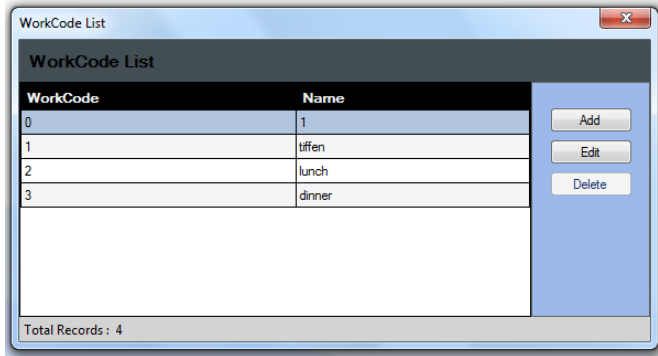 WorkCode List
WorkCode List
WorkCode Name
0 1
1 tiffen
2 lunch
3 dinner
Add
Edit
Delete
Total Records : 4